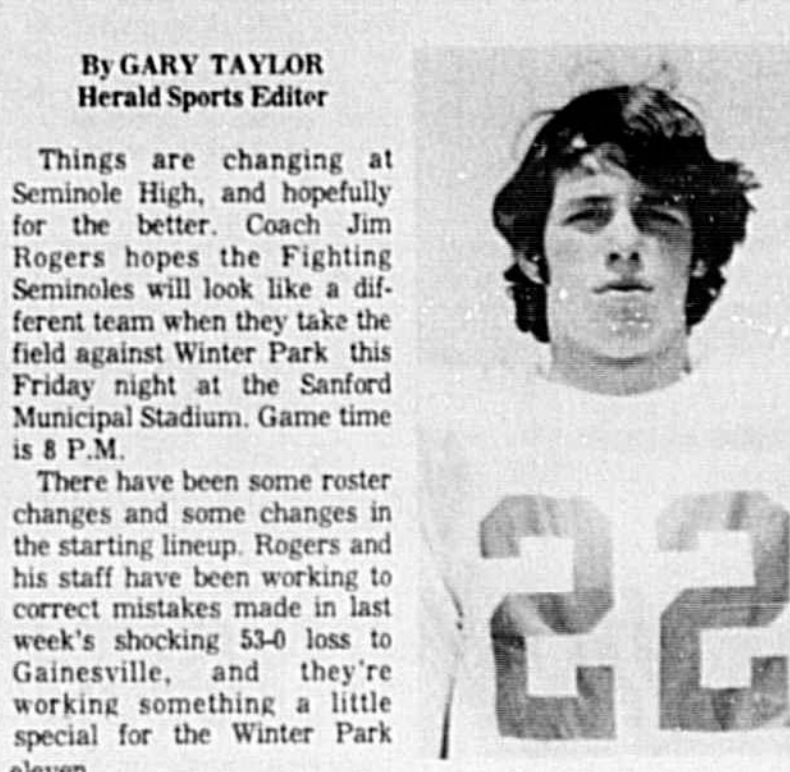 By GARY TAYLOR
Herald Sports Editer
Things are changing at
Seminole High, and hopefully
for the better. Coach Jim
Rogers hopes the Fighting
Seminoles will look like a dif-
ferent team when they take the
field against Winter Park this
Friday night at the Sanford
Municipal Stadium. Game time
is 8 P.M.
There have been some roster
changes and some changes in
the starting lineup. Rogers and
his staff have been working to
correct mistakes made in last
week's shocking 53-0 loss to
Gainesville, and they're
working something a little
special for the Winter Park
eleven
22